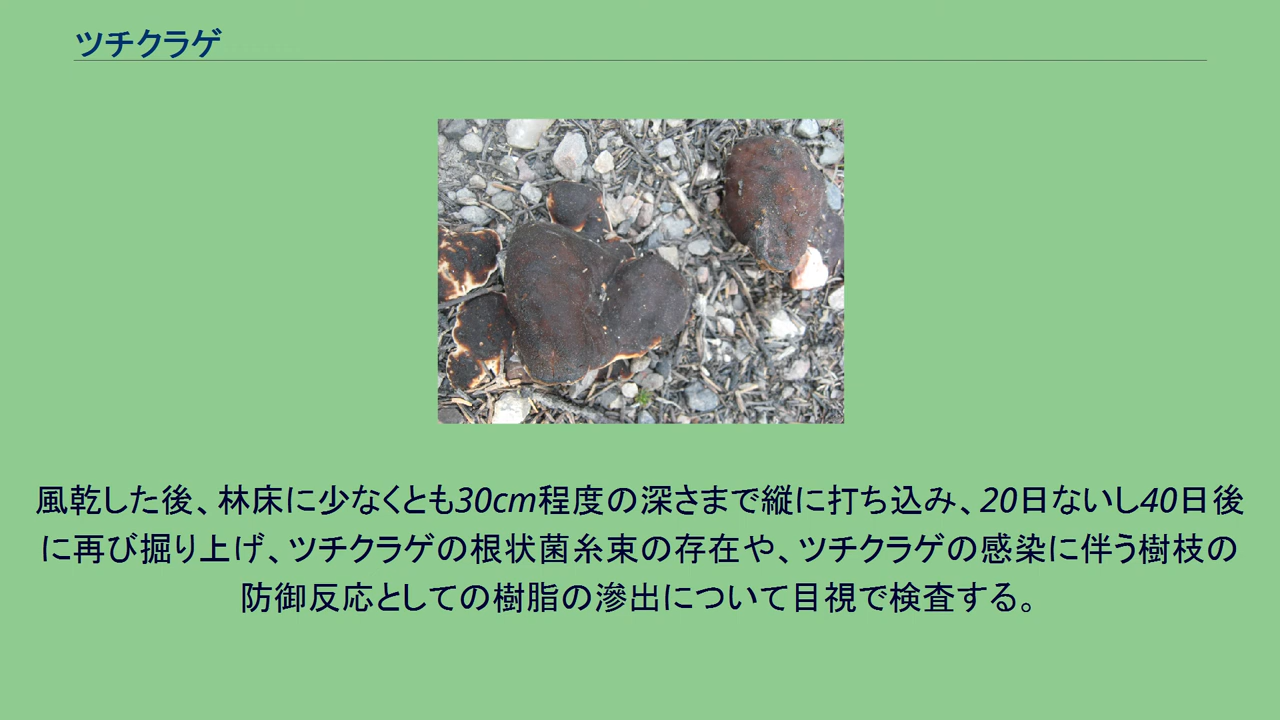 ツチクラゲ
風乾した後、林床に少なくとも30cm程度の深さまで縦に打ち込み、20日ないし40日後
に再び掘り上げ、ツチクラゲの根状菌糸束の存在や、ツチクラゲの感染に伴う樹枝の
防御反応としての樹脂の滲出について目視で検査する。